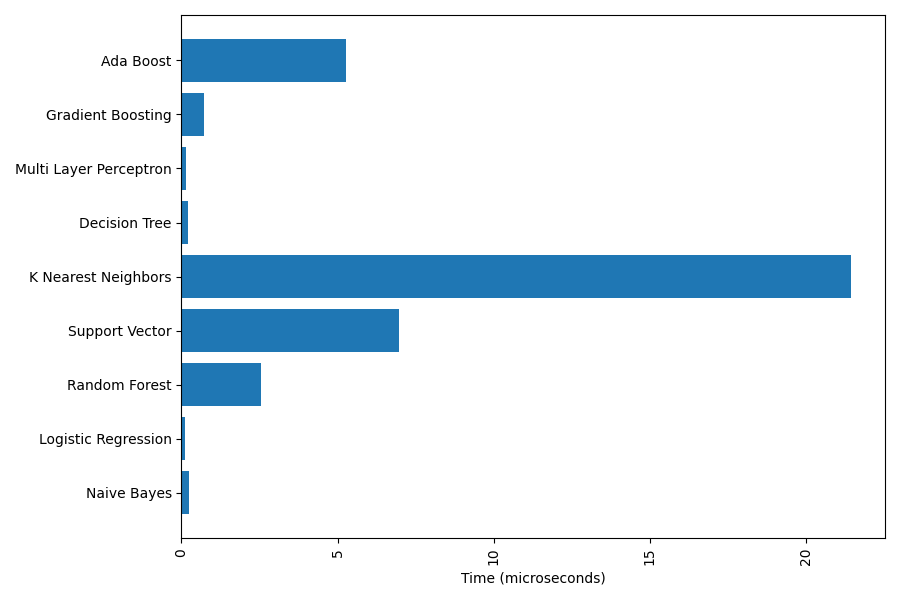 Ada Boost
Gradient Boosting
Multi Layer Perceptron
Decision Tree
K Nearest Neighbors
Support Vector
Random Forest
Logistic Regression
Naive Bayes
0
5
10
15
20
Time (microseconds)